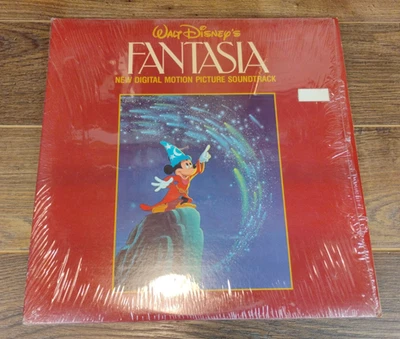 Walt Disney's
FANTASIA
NEW DIGITAL MOTION PICTURE SOUNDTRACK